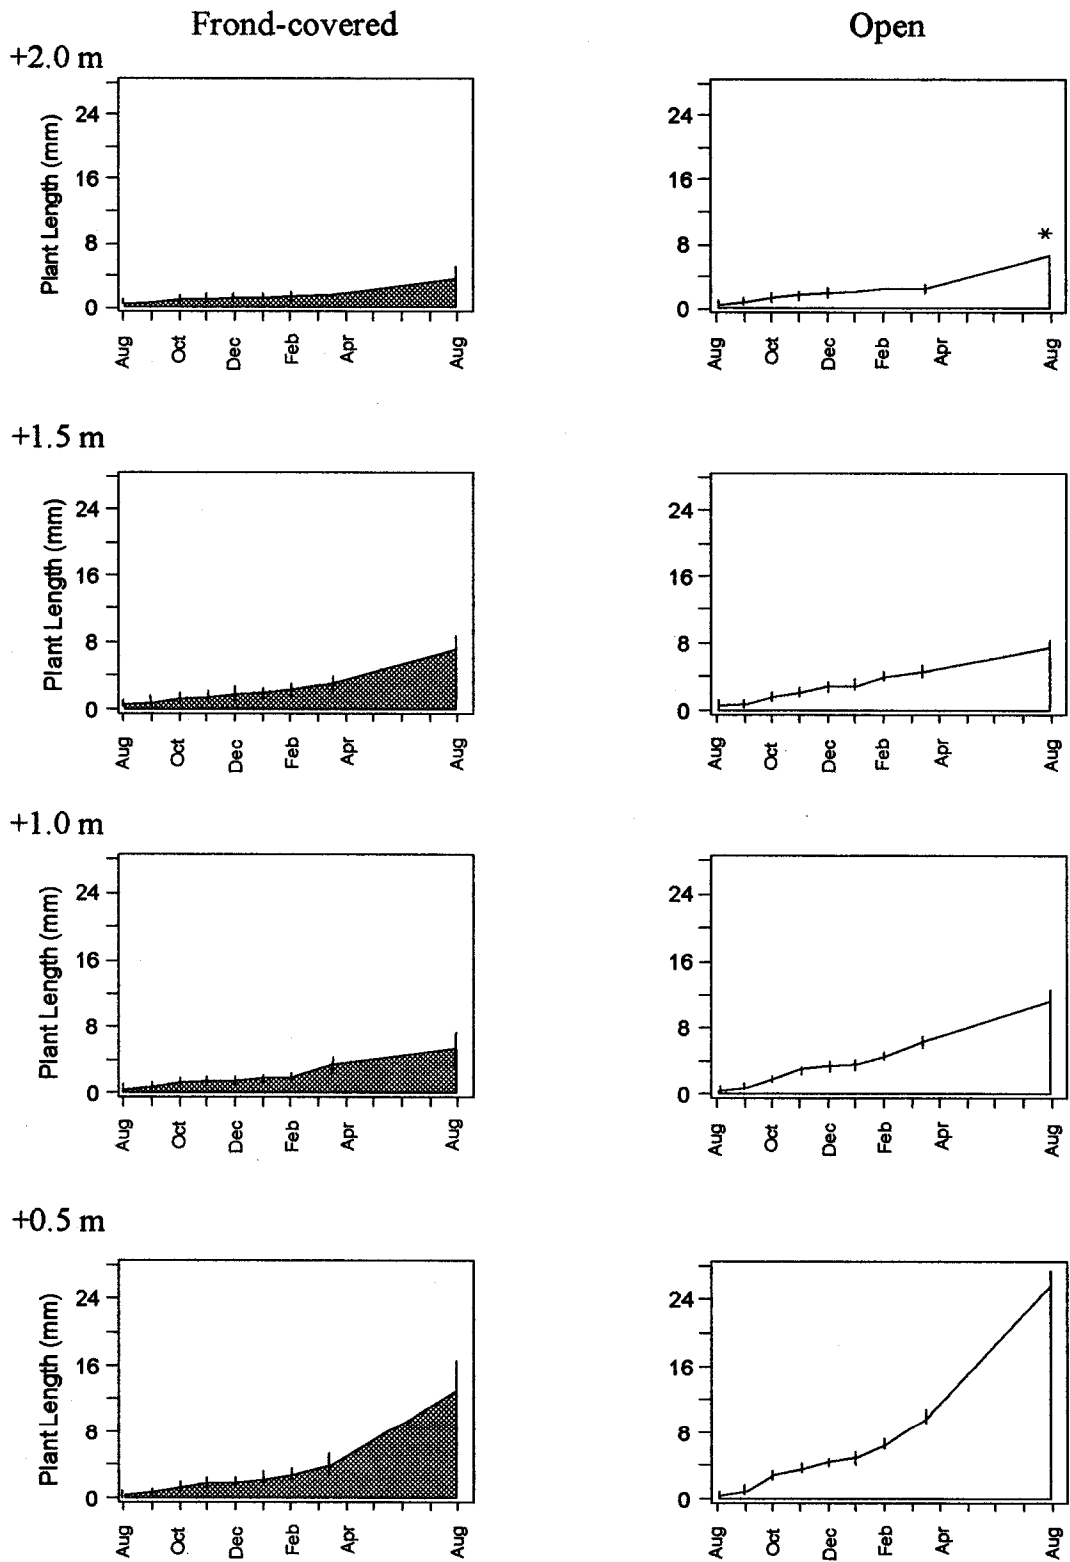 Frond-covered
Open
+2.0 m
Plant Length (mm)
24
16
8
0
Aug
Oct
Dec
Feb
Apr
Aug
24
16
8
0
*
Aug
Oct
Dec
Feb
Apr
Aug
+1.5 m
Plant Length (mm)
24
16
8
0
Aug
Oct
Dec
Feb
Apr
Aug
24
16
8
0
Aug
Oct
Dec
Feb
Apr
Aug
+1.0 m
Plant Length (mm)
24
16
8
0
Aug
Oct
Dec
Feb
Apr
Aug
24
16
8
0
Aug
Oct
Dec
Feb
Apr
Aug
+0.5 m
Plant Length (mm)
24
16
8
0
Aug
Oct
Dec
Feb
Apr
Aug
24
16
8
0
Aug
Oct
Dec
Feb
Apr
Aug